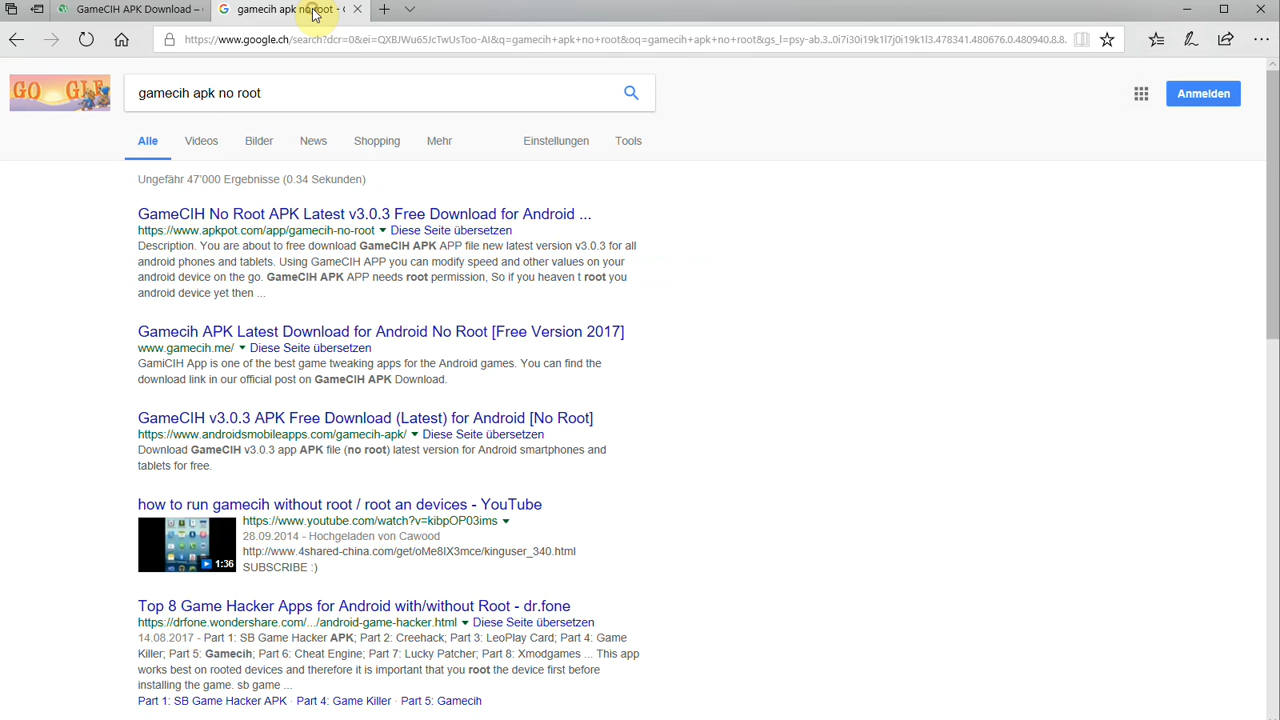 GameCIH APK Download –
gamecih apk no root -
https://www.google.ch/search?dcr=0&ei=QXBJWu65JcTwUsToo-AI&q=gamecih+apk+no+root&oq=gamecih+apk+no+root&gs_l=psy-ab.3..0i7i30i19k1l7j0i19k1l3.478341.480676.0.480940.8.8.
gamecih apk no root
Anmelden
Alle Videos Bilder News Shopping Mehr Einstellungen Tools
Ungefähr 47'000 Ergebnisse (0.34 Sekunden)
GameCIH No Root APK Latest v3.0.3 Free Download for Android ...
https://www.apkpot.com/app/gamecih-no-root Diese Seite übersetzen
Description. You are about to free download GameCIH APK APP file new latest version v3.0.3 for all
android phones and tablets. Using GameCIH APP you can modify speed and other values on your
android device on the go. GameCIH APK APP needs root permission, So if you heaven t root you
android device yet then ...
Gamecih APK Latest Download for Android No Root [Free Version 2017]
www.gamecih.me/ Diese Seite übersetzen
GamiCIH App is one of the best game tweaking apps for the Android games. You can find the
download link in our official post on GameCIH APK Download.
GameCIH v3.0.3 APK Free Download (Latest) for Android [No Root]
https://www.androidsmobileapps.com/gamecih-apk/ Diese Seite übersetzen
Download GameCIH v3.0.3 app APK file (no root) latest version for Android smartphones and
tablets for free.
how to run gamecih without root / root an devices - YouTube
https://www.youtube.com/watch?v=kibpOP03ims
28.09.2014 - Hochgeladen von Cawood
http://www.4shared-china.com/get/oMe8IX3mce/kinguser_340.html
1:36
SUBSCRIBE :)
Top 8 Game Hacker Apps for Android with/without Root - dr.fone
https://drfone.wondershare.com/.../android-game-hacker.html Diese Seite übersetzen
14.08.2017 - Part 1: SB Game Hacker APK; Part 2: Creehack; Part 3: LeoPlay Card; Part 4: Game
Killer; Part 5: Gamecih; Part 6: Cheat Engine; Part 7: Lucky Patcher; Part 8: Xmodgames ... This app
works best on rooted devices and therefore it is important that you root the device first before
installing the game. sb game ...
Part 1: SB Game Hacker APK · Part 4: Game Killer · Part 5: Gamecih